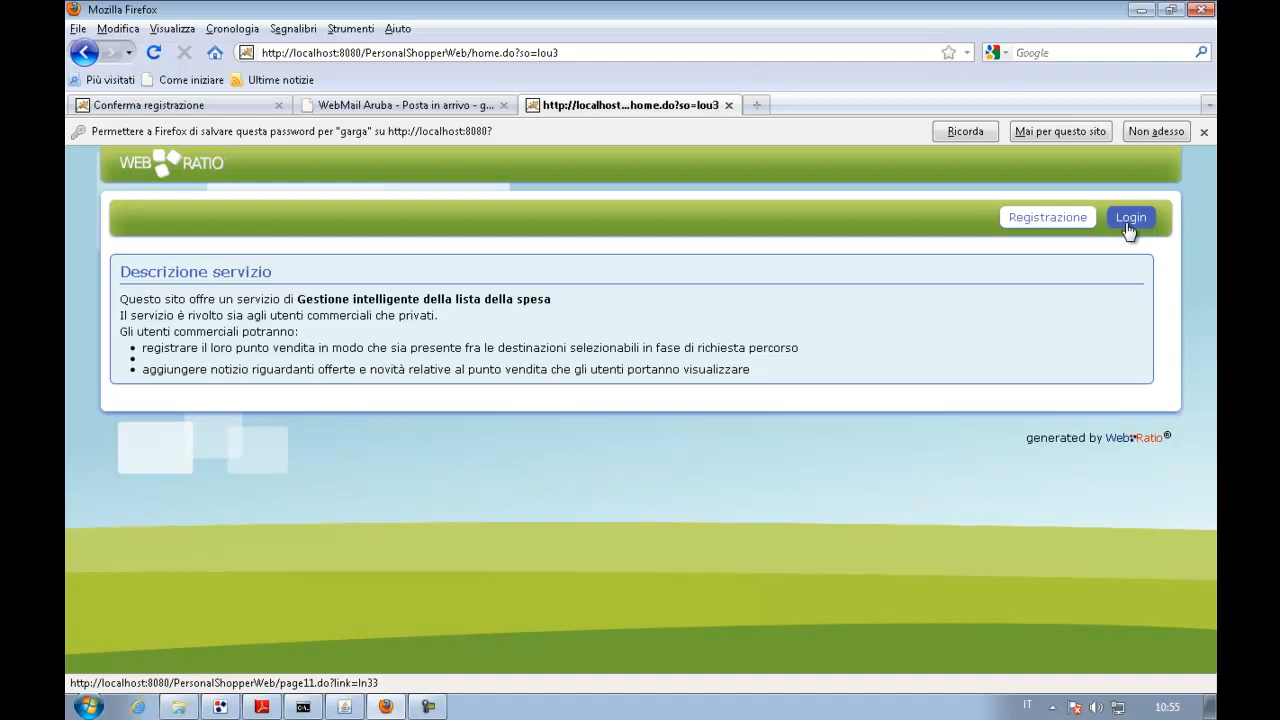 Mozilla Firefox
File Modifica Visualizza Cronologia Segnalibri Strumenti Aiuto
http://localhost:8080/PersonalShopperWeb/home.do?so=lou3
Google
Più visitati Come iniziare Ultime notizie
Conferma registrazione
WebMail Aruba - Posta in arrivo - g...
http://localhost...home.do?so=lou3
Permettere a Firefox di salvare questa password per "garga" su http://localhost:8080?
Ricorda
Mai per questo sito
Non adesso
WEB RATIO
Registrazione
Login
Descrizione servizio
Questo sito offre un servizio di Gestione intelligente della lista della spesa
Il servizio è rivolto sia agli utenti commerciali che privati.
Gli utenti commerciali potranno:
registrare il loro punto vendita in modo che sia presente fra le destinazioni selezionabili in fase di richiesta percorso
aggiungere notizio riguardanti offerte e novità relative al punto vendita che gli utenti portanno visualizzare
generated by WebRatio®
http://localhost:8080/PersonalShopperWeb/page11.do?link=ln33
IT
10:55